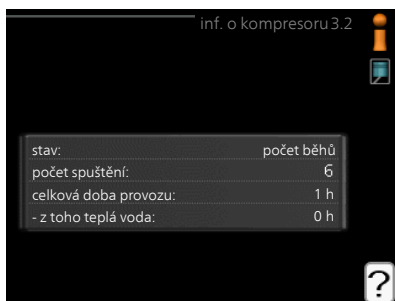 inf. o kompresoru 3.2
stav: počet běhů
počet spuštění: 6
celková doba provozu: 1 h
- z toho teplá voda: 0 h
?